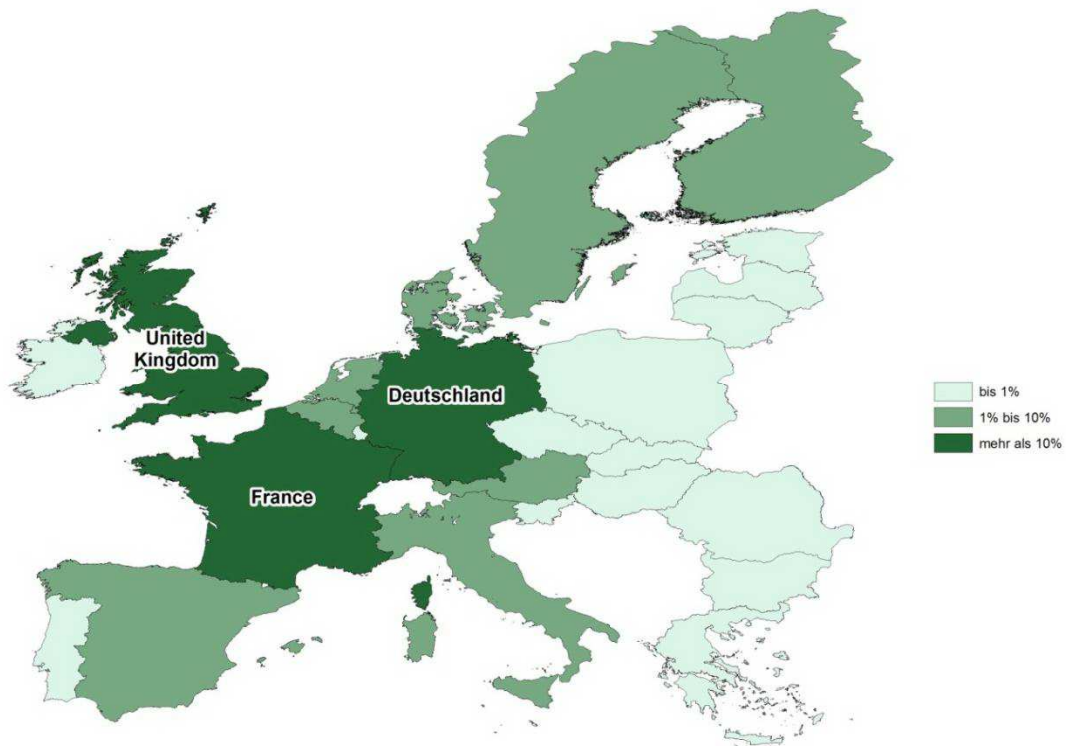 United
Kingdom
Deutschland
France
bis 1%
1% bis 10%
mehr als 10%